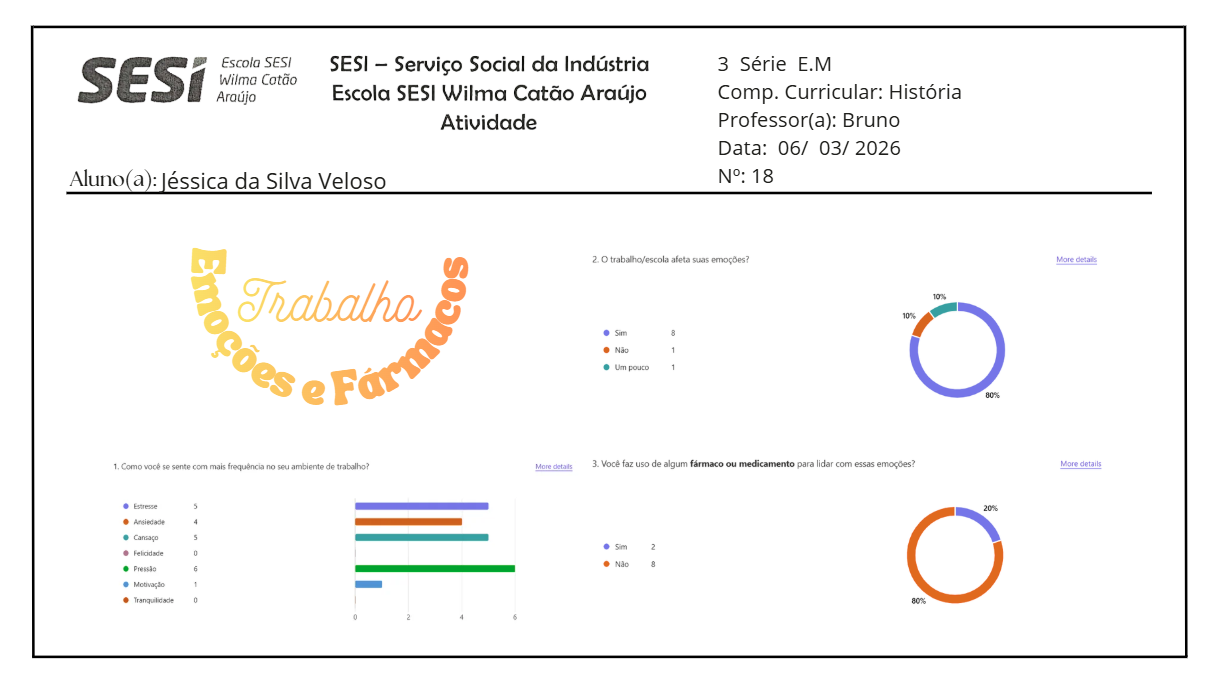 SESI
Escola SESI
Wilma Catão
Araújo
SESI – Serviço Social da Indústria
Escola SESI Wilma Catão Araújo
Atividade
3 Série E.M
Comp. Curricular: História
Professor(a): Bruno
Data: 06/ 03/ 2026
Nº: 18
Aluno(a): Jéssica da Silva Veloso
Trabalho
Emoções e Fármacos
1. Como você se sente com mais frequência no seu ambiente de trabalho?
More details
Estresse 5
Ansiedade 4
Cansaço 5
Felicidade 0
Pressão 6
Motivação 1
Tranquilidade 0
0 2 4 6
2. O trabalho/escola afeta suas emoções?
More details
Sim 8
Não 1
Um pouco 1
10%
10%
80%
3. Você faz uso de algum fármaco ou medicamento para lidar com essas emoções?
More details
Sim 2
Não 8
20%
80%